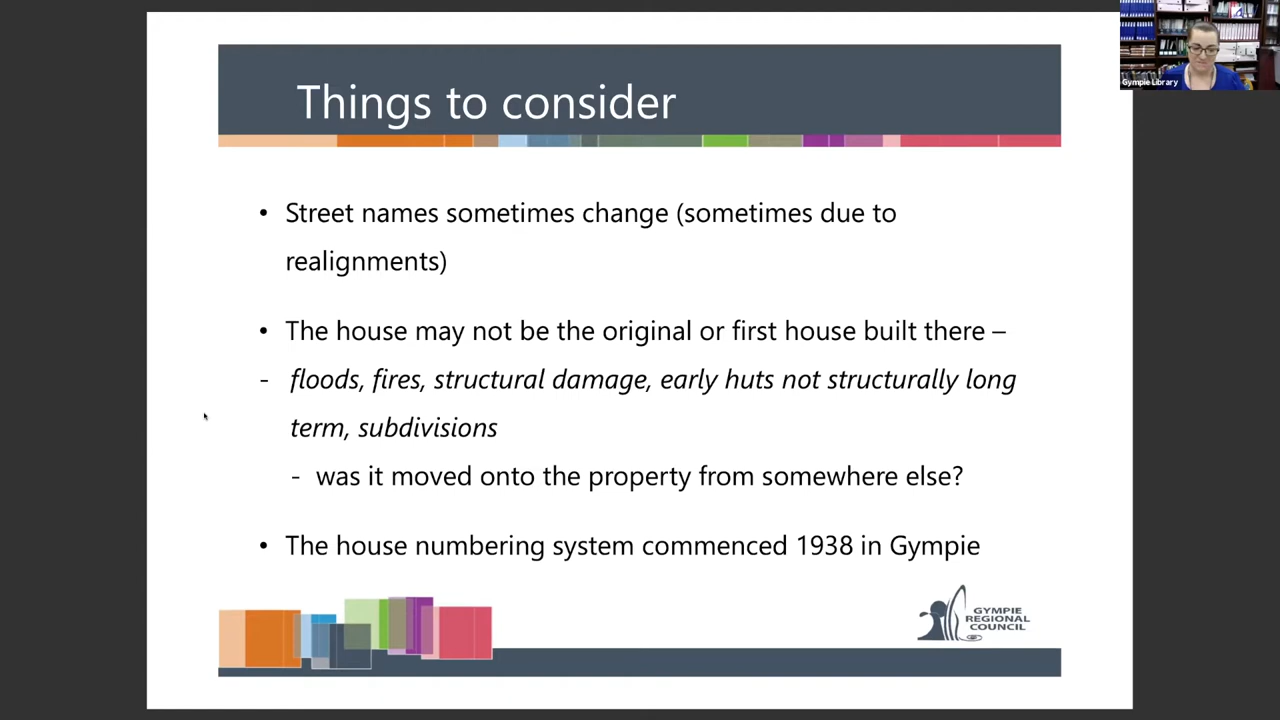 Things to consider
Gympie Library
• Street names sometimes change (sometimes due to
realignments)
• The house may not be the original or first house built there –
- floods, fires, structural damage, early huts not structurally long
term, subdivisions
- was it moved onto the property from somewhere else?
• The house numbering system commenced 1938 in Gympie
GYMPIE
REGIONAL
COUNCIL